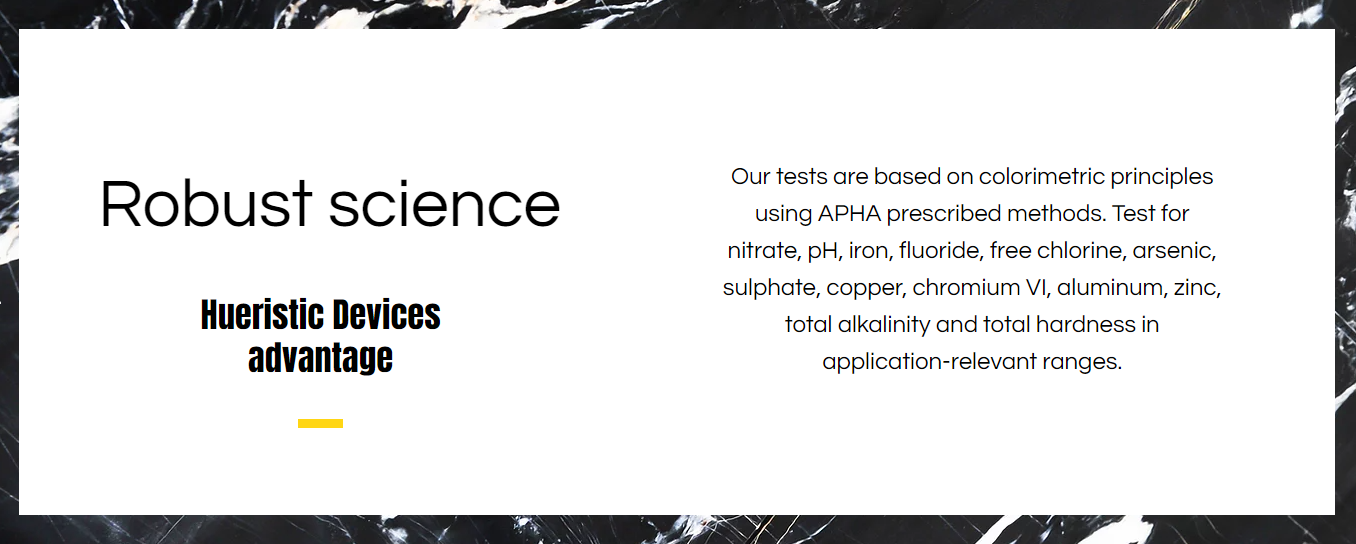 Robust science
Hueristic Devices
advantage
Our tests are based on colorimetric principles
using APHA prescribed methods. Test for
nitrate, pH, iron, fluoride, free chlorine, arsenic,
sulphate, copper, chromium VI, aluminum, zinc,
total alkalinity and total hardness in
application-relevant ranges.